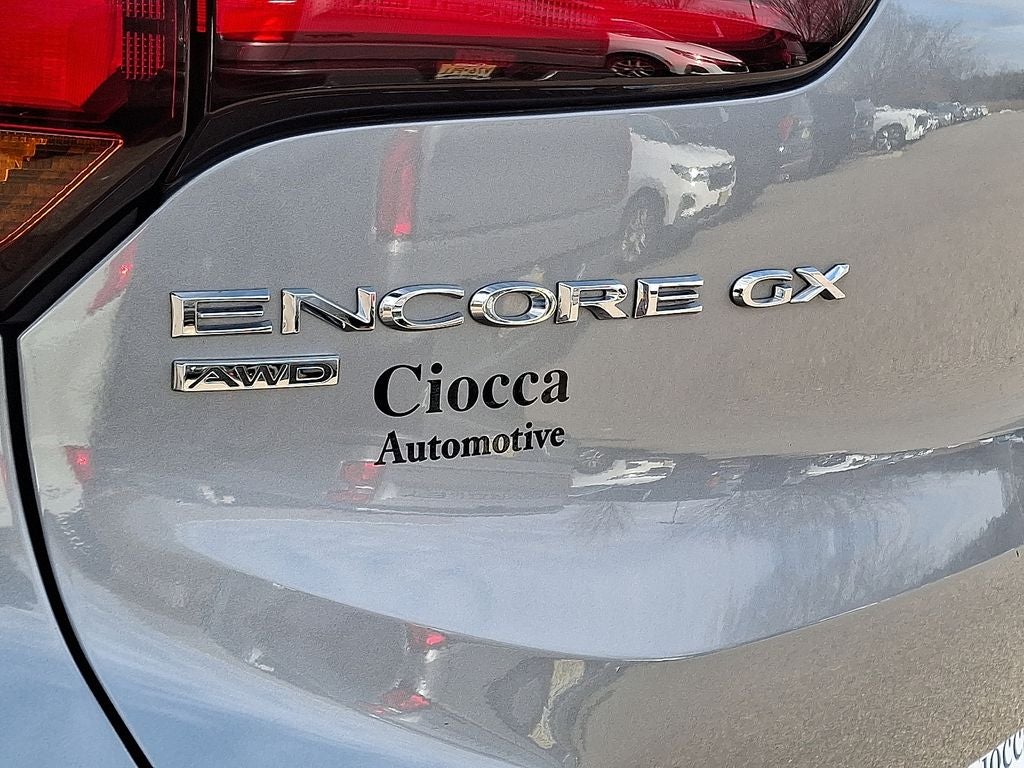 ENCORE GX
AWD
Ciocca
Automotive